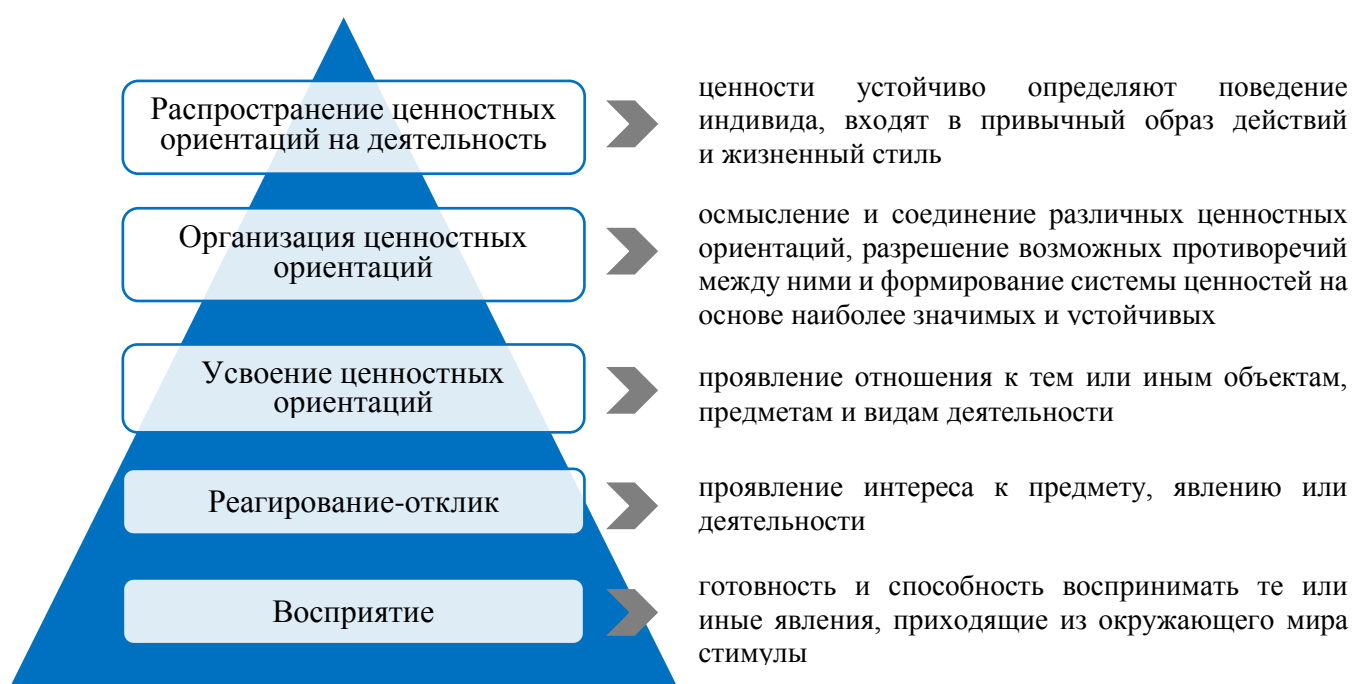 Распространение ценностных
ориентаций на деятельность
ценности устойчиво определяют поведение
индивида, входят в привычный образ действий
и жизненный стиль
Организация ценностных
ориентаций
осмысление и соединение различных ценностных
ориентаций, разрешение возможных противоречий
между ними и формирование системы ценностей на
основе наиболее значимых и устойчивых
Усвоение ценностных
ориентаций
проявление отношения к тем или иным объектам,
предметам и видам деятельности
Реагирование-отклик
проявление интереса к предмету, явлению или
деятельности
Восприятие
готовность и способность воспринимать те или
иные явления, приходящие из окружающего мира
стимулы